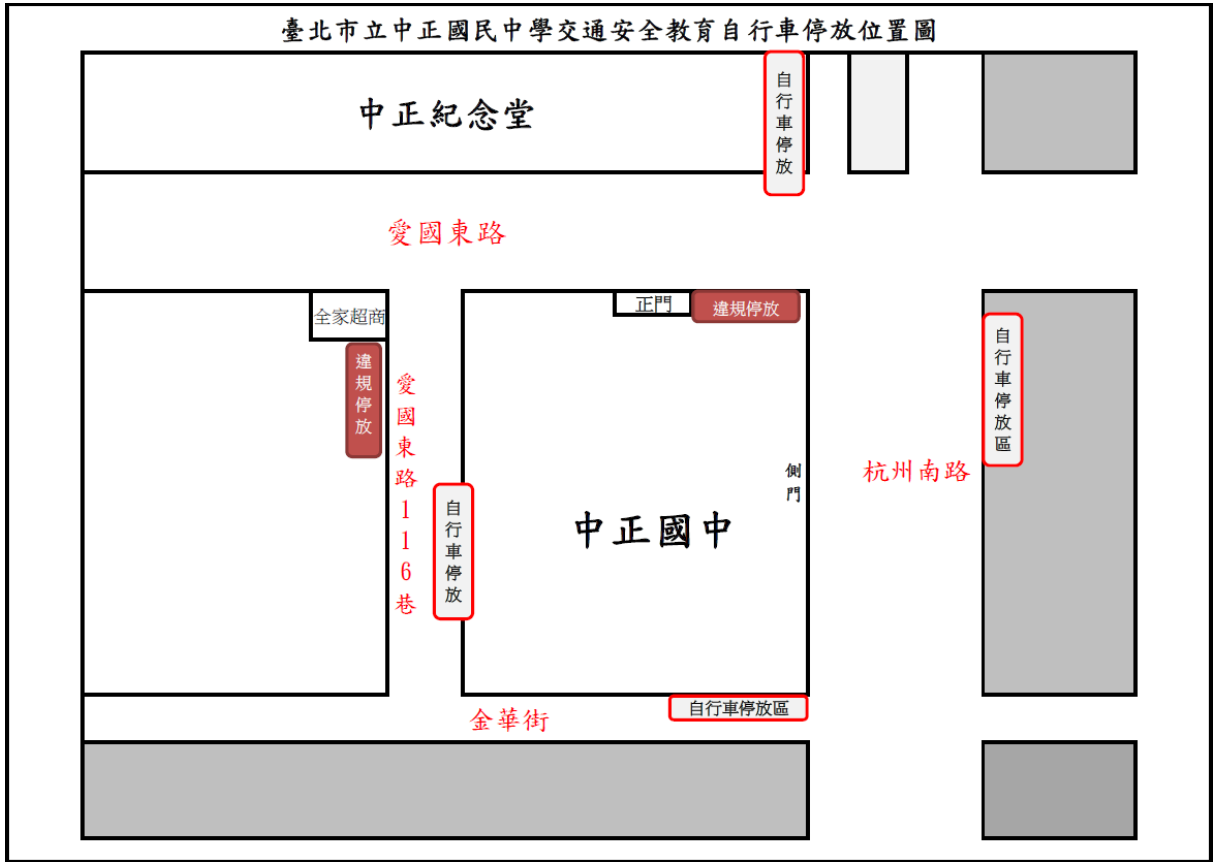 臺北市立中正國民中學交通安全教育自行車停放位置圖
中正紀念堂
自行車停放
愛國東路
全家超商
正門
違規停放
違規停放
愛國東路116巷
自行車停放區
側門
杭州南路
自行車停放
中正國中
自行車停放區
金華街